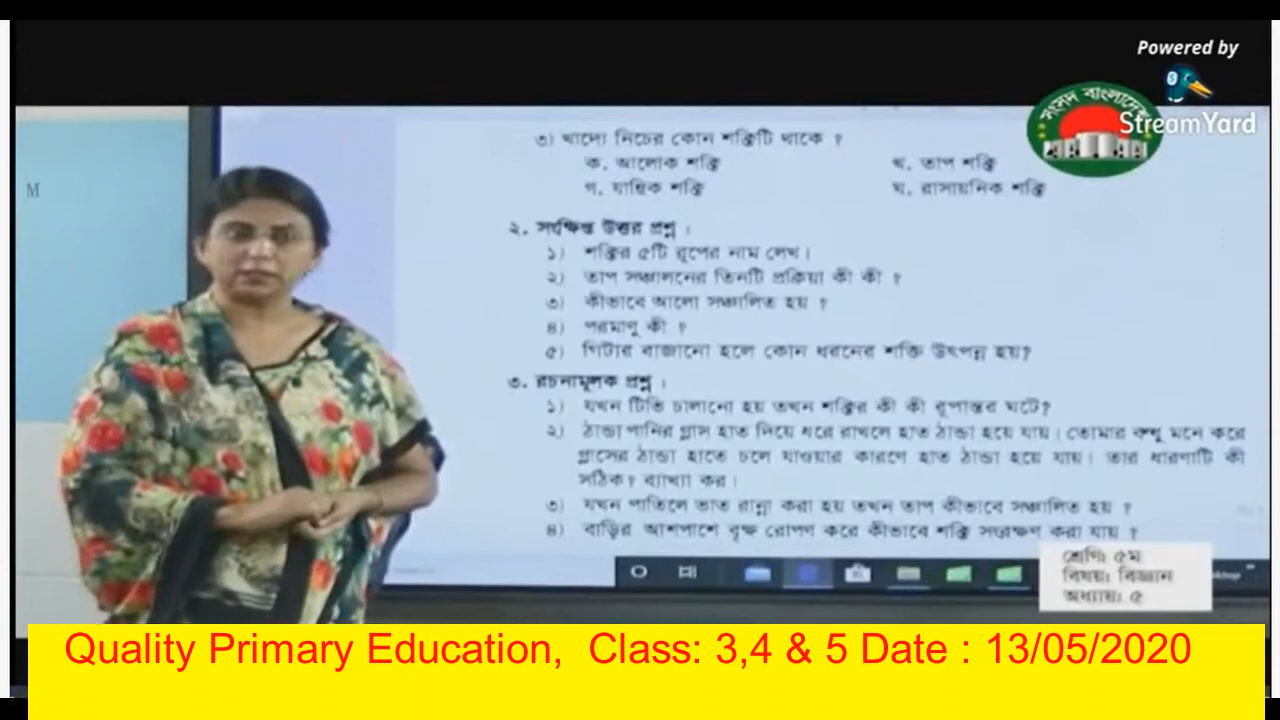 Powered by
StreamYard
সংসদ বাংলাদেশ
M
৩) খাদ্যে নিচের কোন শক্তিটি থাকে ?
ক. আলোক শক্তি খ. তাপ শক্তি
গ. যান্ত্রিক শক্তি ঘ. রাসায়নিক শক্তি
২. সংক্ষিপ্ত উত্তর প্রশ্ন :
১) শক্তির ৫টি রূপের নাম লেখ।
২) তাপ সঞ্চালনের তিনটি প্রক্রিয়া কী কী ?
৩) কীভাবে আলো সঞ্চালিত হয় ?
৪) পরমাণু কী ?
৫) গিটার বাজানো হলে কোন ধরনের শক্তি উৎপন্ন হয়?
৩. রচনামূলক প্রশ্ন :
১) যখন টিভি চালানো হয় তখন শক্তির কী কী রূপান্তর ঘটে?
২) ঠান্ডা পানির গ্লাস হাত দিয়ে ধরে রাখলে হাত ঠান্ডা হয়ে যায়। তোমার বন্ধু মনে করে
গ্লাসের ঠান্ডা হাতে চলে যাওয়ার কারণে হাত ঠান্ডা হয়ে যায়। তার ধারণাটি কী
সঠিক? ব্যাখ্যা কর।
৩) যখন পাতিলে ভাত রান্না করা হয় তখন তাপ কীভাবে সঞ্চালিত হয় ?
৪) বাড়ির আশপাশে বৃক্ষ রোপণ করে কীভাবে শক্তি সংরক্ষণ করা যায় ?
শ্রেণি: ৫ম
বিষয়: বিজ্ঞান
অধ্যায়: ৫
Quality Primary Education, Class: 3,4 & 5 Date : 13/05/2020